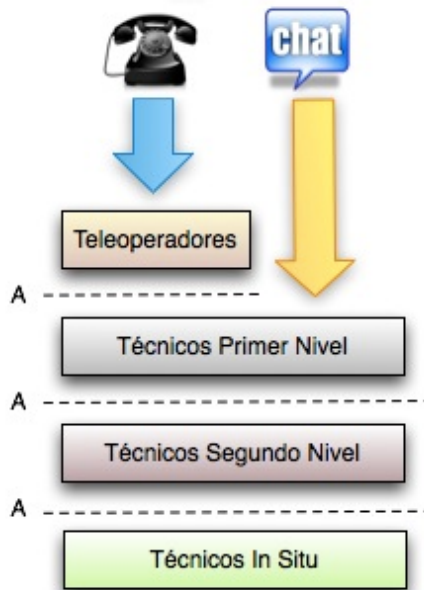 chat
Teleoperadores
A
Técnicos Primer Nivel
A
Técnicos Segundo Nivel
A
Técnicos In Situ